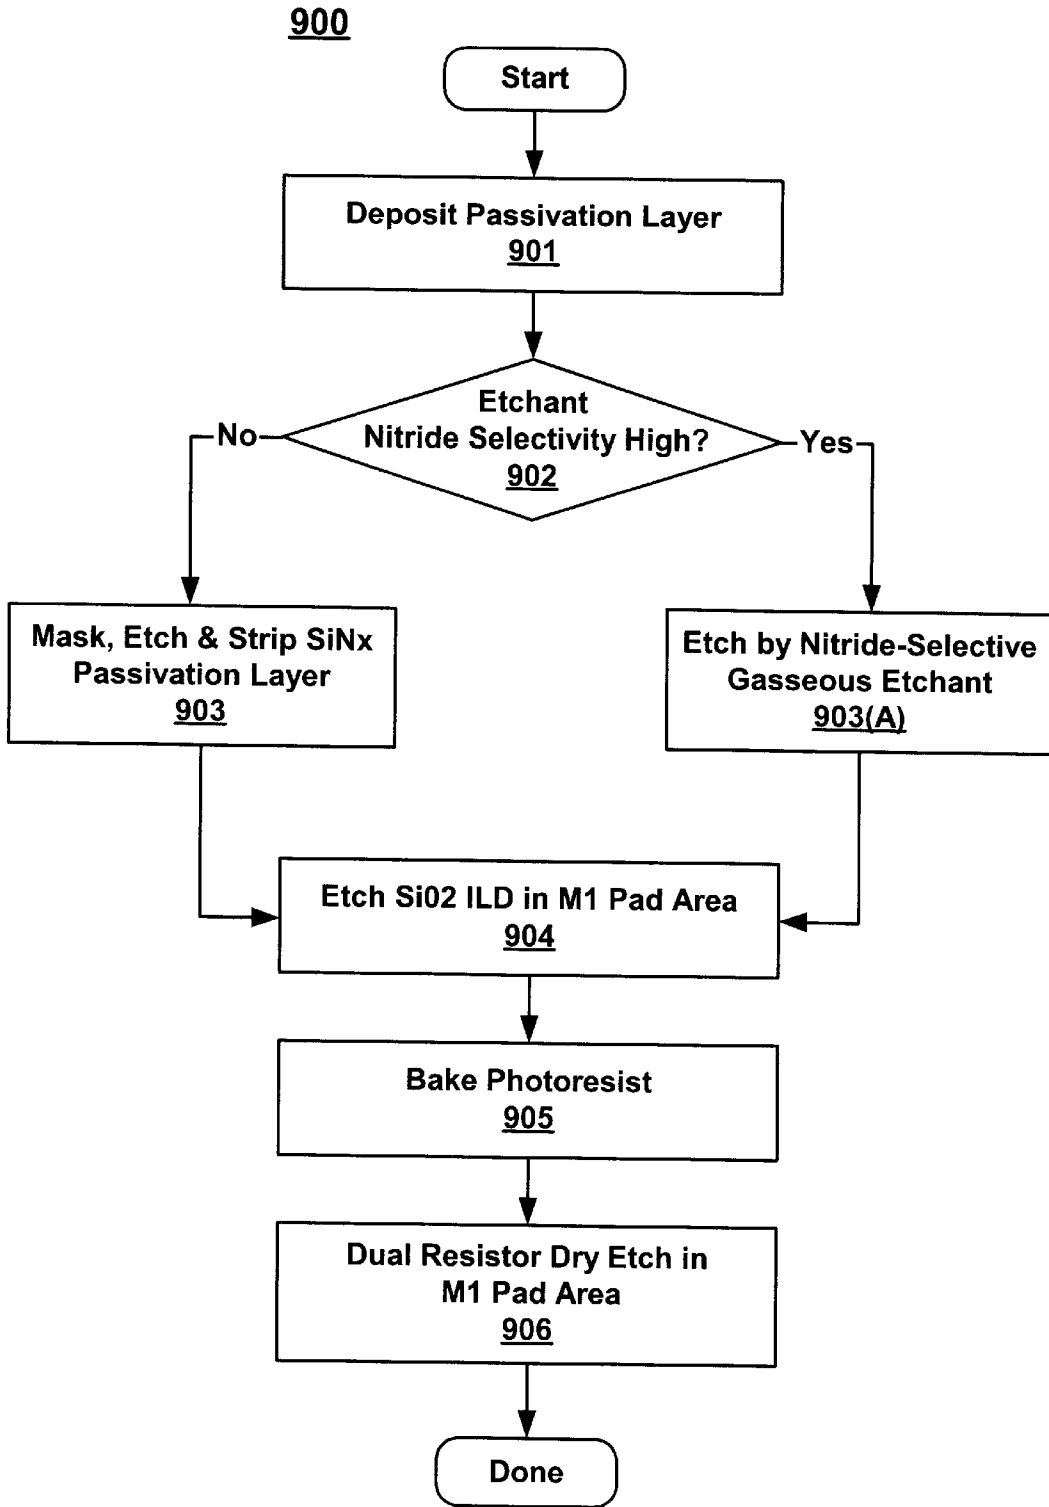 900
Start
Deposit Passivation Layer
901
Etchant
Nitride Selectivity High?
902
No
Yes
Mask, Etch & Strip SiNx
Passivation Layer
903
Etch by Nitride-Selective
Gasseous Etchant
903(A)
Etch Si02 ILD in M1 Pad Area
904
Bake Photoresist
905
Dual Resistor Dry Etch in
M1 Pad Area
906
Done